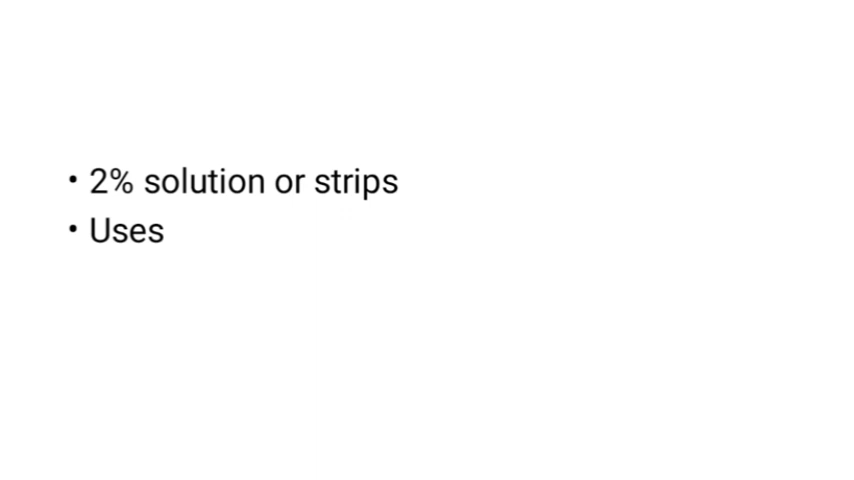 • 2% solution or strips
• Uses